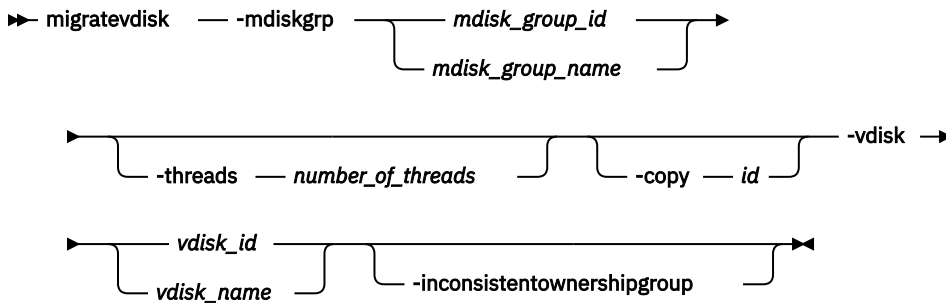 migratevdisk -mdiskgrp mdisk_group_id
mdisk_group_name
-vdisk
-threads number_of_threads -copy id
vdisk_id
vdisk_name -inconsistentownershipgroup